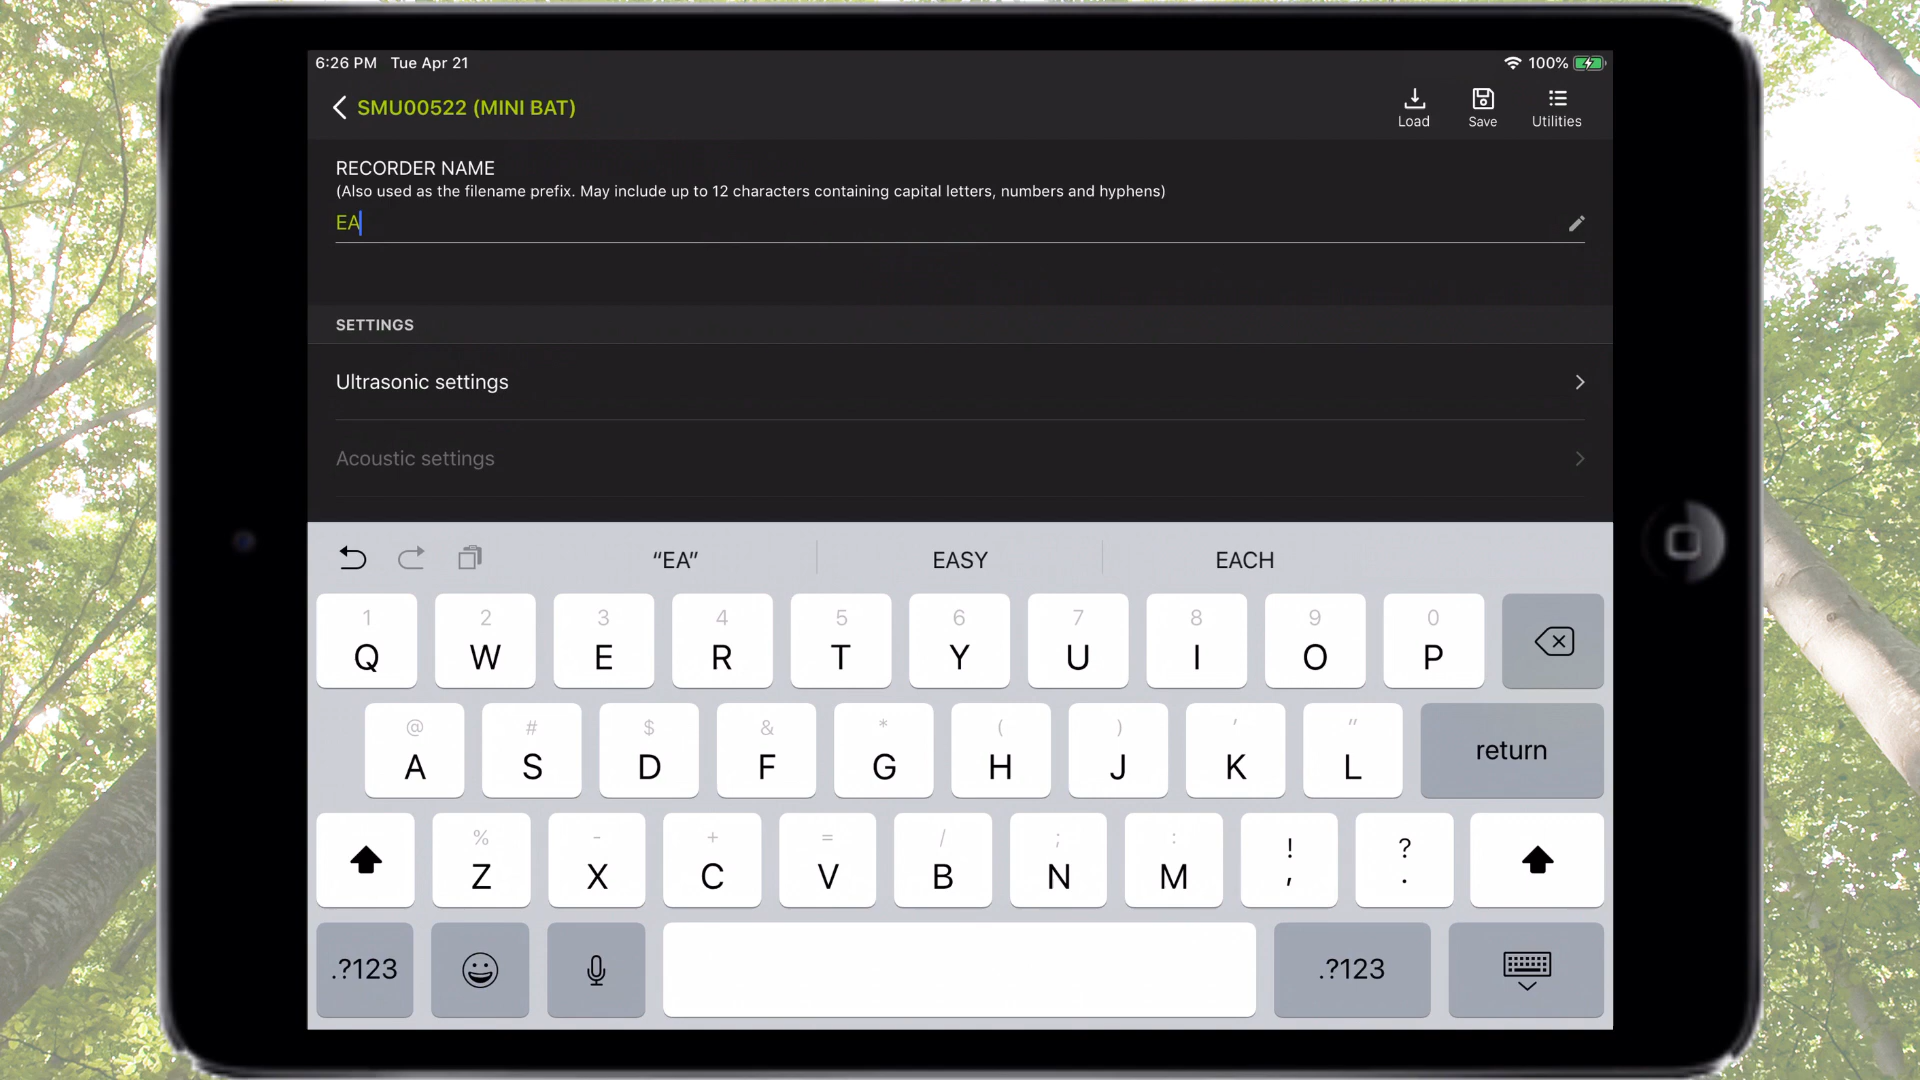 6:26 PM Tue Apr 21 100%
SMU00522 (MINI BAT)
Load Save Utilities
RECORDER NAME
(Also used as the filename prefix. May include up to 12 characters containing capital letters, numbers and hyphens)
EA
SETTINGS
Ultrasonic settings
Acoustic settings
“EA” EASY EACH
1 2 3 4 5 6 7 8 9 0
Q W E R T Y U I O P
@ # $ & * ( ) ' "
A S D F G H J K L return
% - + = / ; : ! ?
Z X C V B N M , .
.?123 .?123